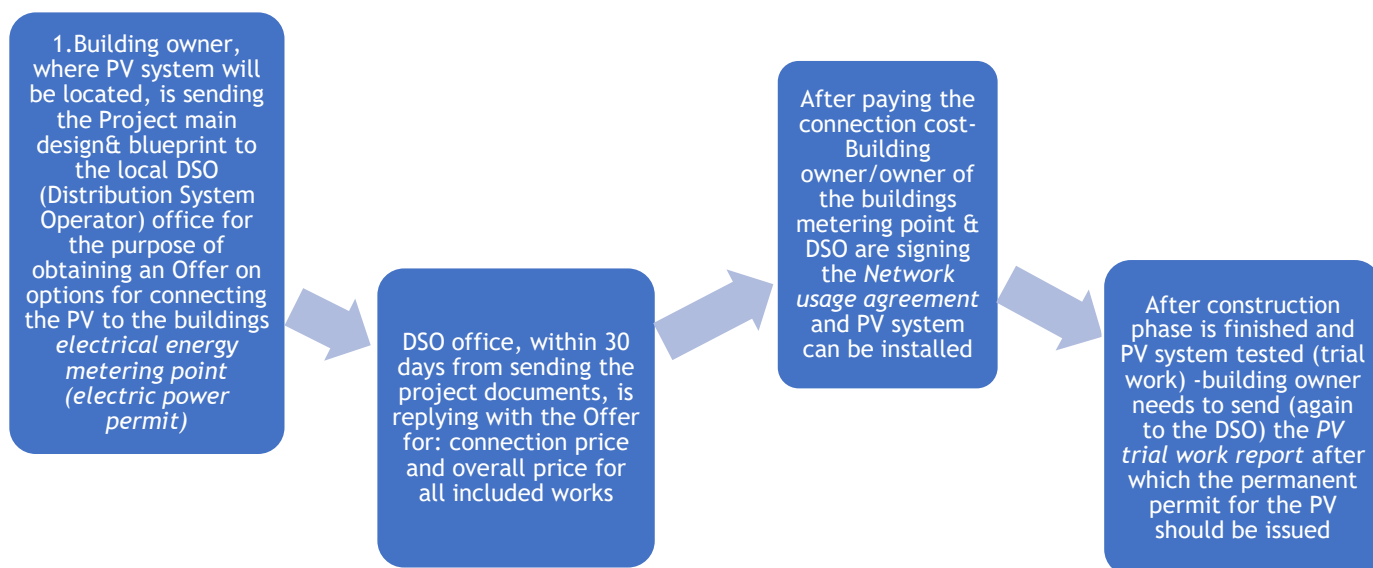 1.Building owner,
where PV system will
be located, is sending
the Project main
design& blueprint to
the local DSO
(Distribution System
Operator) office for
the purpose of
obtaining an Offer on
options for connecting
the PV to the buildings
electrical energy
metering point
(electric power
permit)
DSO office, within 30
days from sending the
project documents, is
replying with the Offer
for: connection price
and overall price for
all included works
After paying the
connection cost-
Building
owner/owner of
the buildings
metering point &
DSO are signing
the Network
usage agreement
and PV system
can be installed
After construction
phase is finished and
PV system tested (trial
work) -building owner
needs to send (again
to the DSO) the PV
trial work report after
which the permanent
permit for the PV
should be issued